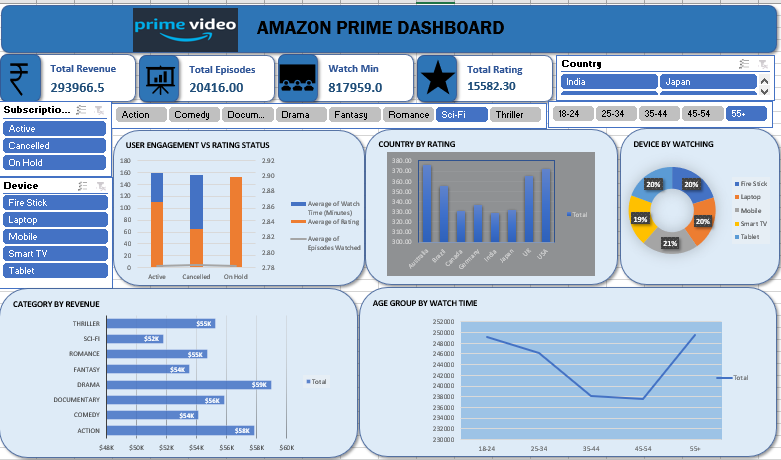 prime video
AMAZON PRIME DASHBOARD
Total Revenue
293966.5
Total Episodes
20416.00
Watch Min
817959.0
Total Rating
15582.30
Country
India
Japan
Subscriptio...
Active
Cancelled
On Hold
Action
Comedy
Docum...
Drama
Fantasy
Romance
Sci-Fi
Thriller
18-24
25-34
35-44
45-54
55+
Device
Fire Stick
Laptop
Mobile
Smart TV
Tablet
USER ENGAGEMENT VS RATING STATUS
180
160
140
120
100
80
60
40
20
0
2.92
2.90
2.88
2.86
2.84
2.82
2.80
2.78
Active
Cancelled
On Hold
Average of Watch
Time (Minutes)
Average of Rating
Average of
Episodes Watched
COUNTRY BY RATING
380.00
370.00
360.00
350.00
340.00
330.00
320.00
310.00
300.00
Australia
Brazil
Canada
Germany
India
Japan
UK
USA
Total
DEVICE BY WATCHING
20%
20%
20%
19%
21%
Fire Stick
Laptop
Mobile
Smart TV
Tablet
CATEGORY BY REVENUE
THRILLER
$55K
SCI-FI
$52K
ROMANCE
$55K
FANTASY
$54K
DRAMA
$59K
DOCUMENTARY
$56K
COMEDY
$54K
ACTION
$58K
$48K
$50K
$52K
$54K
$56K
$58K
$60K
Total
AGE GROUP BY WATCH TIME
252000
250000
248000
246000
244000
242000
240000
238000
236000
234000
232000
230000
18-24
25-34
35-44
45-54
55+
Total